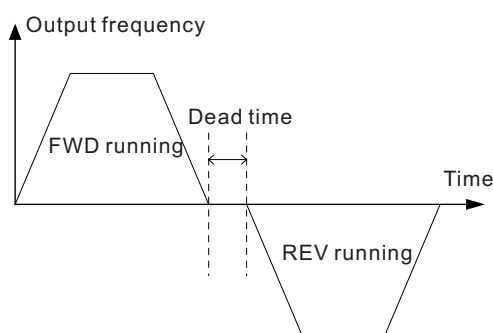 Output frequency
Dead time
FWD running
Time
REV running